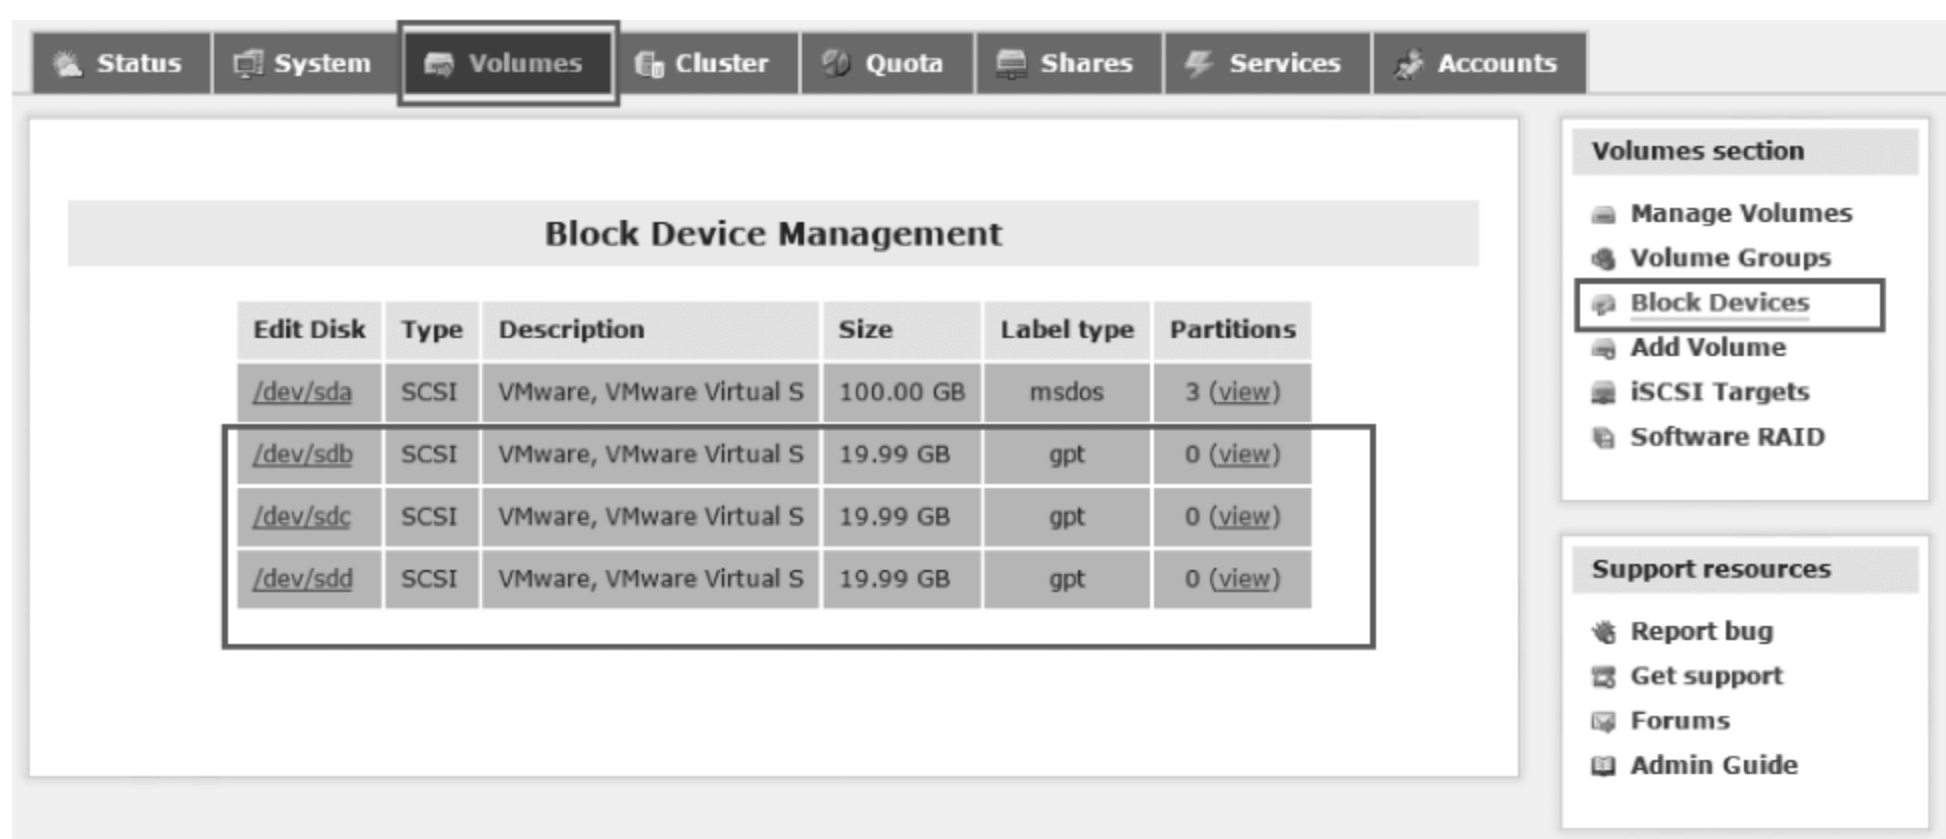 Status System Volumes Cluster Quota Shares Services Accounts
Block Device Management
Edit Disk Type Description Size Label type Partitions
/dev/sda SCSI VMware, VMware Virtual S 100.00 GB msdos 3 (view)
/dev/sdb SCSI VMware, VMware Virtual S 19.99 GB gpt 0 (view)
/dev/sdc SCSI VMware, VMware Virtual S 19.99 GB gpt 0 (view)
/dev/sdd SCSI VMware, VMware Virtual S 19.99 GB gpt 0 (view)
Volumes section
Manage Volumes
Volume Groups
Block Devices
Add Volume
iSCSI Targets
Software RAID
Support resources
Report bug
Get support
Forums
Admin Guide